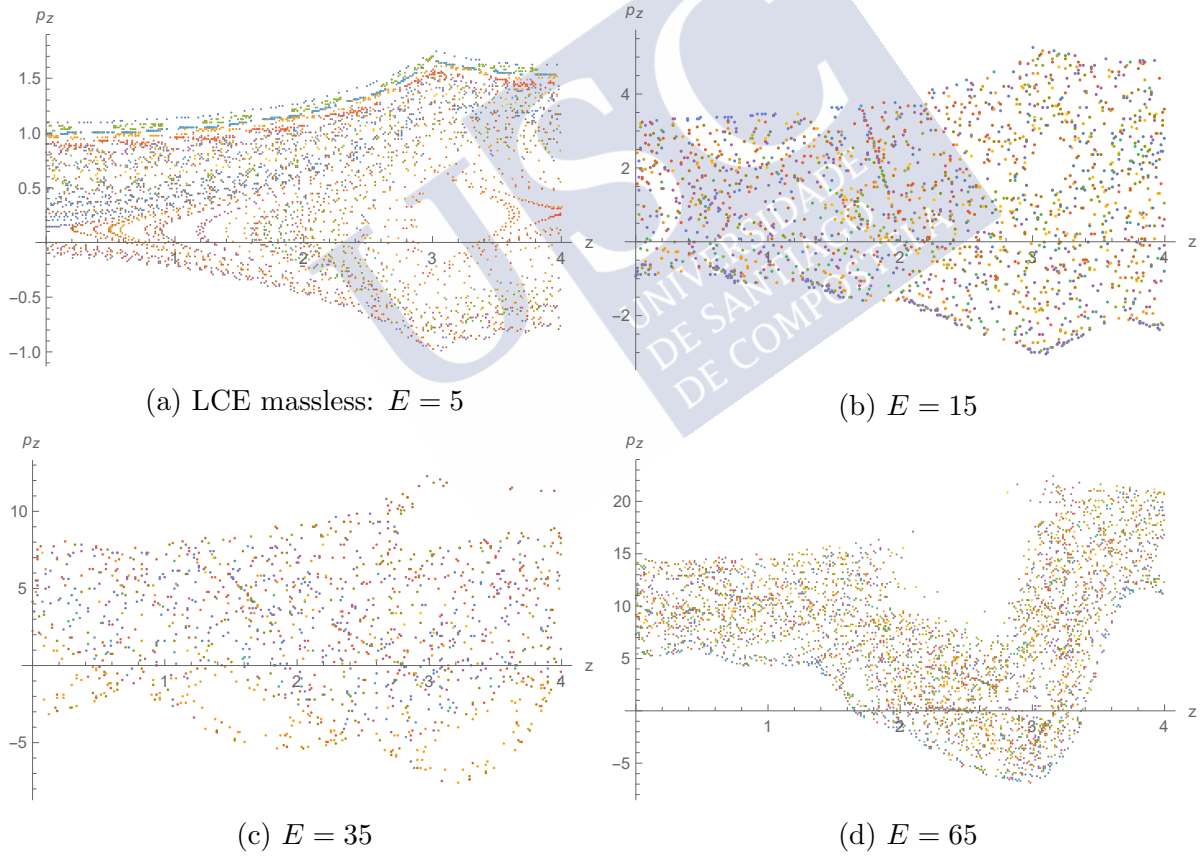 p_z
1.5
1.0
0.5
z
1
2
3
4
−0.5
−1.0
(a) LCE massless: E = 5
p_z
4
2
z
1
2
3
4
−2
(b) E = 15
USC
UNIVERSIDADE
DE SANTIAGO
DE COMPOSTELA
p_z
10
5
z
1
2
3
4
−5
(c) E = 35
p_z
20
15
10
5
z
1
2
3
4
−5
(d) E = 65